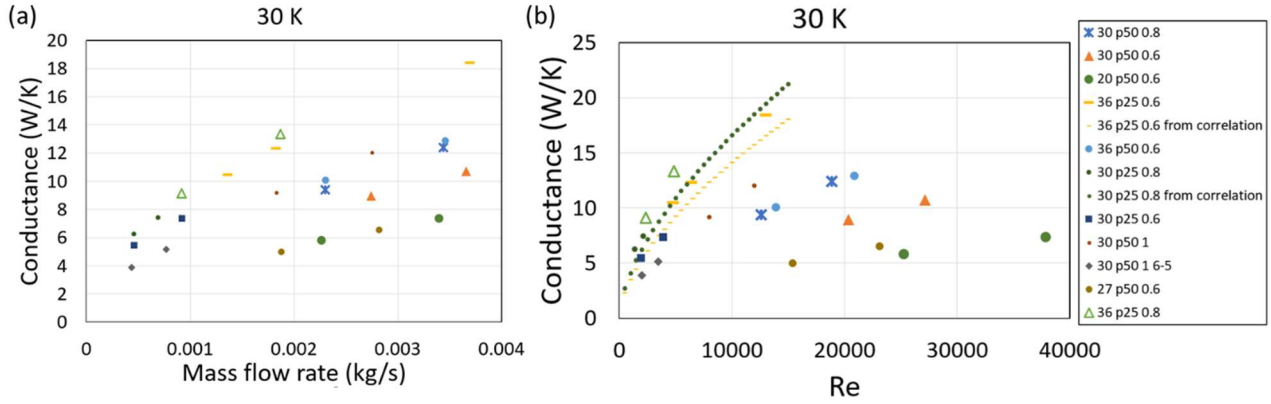 (a)
30 K
Conductance (W/K)
20
18
16
14
12
10
8
6
4
2
0
0
0.001
0.002
0.003
0.004
Mass flow rate (kg/s)
(b)
30 K
Conductance (W/K)
25
20
15
10
5
0
0
10000
20000
30000
40000
Re
30 p50 0.8
30 p50 0.6
20 p50 0.6
36 p25 0.6
36 p25 0.6 from correlation
36 p50 0.6
30 p25 0.8
30 p25 0.8 from correlation
30 p25 0.6
30 p50 1
30 p50 1 6-5
27 p50 0.6
36 p25 0.8